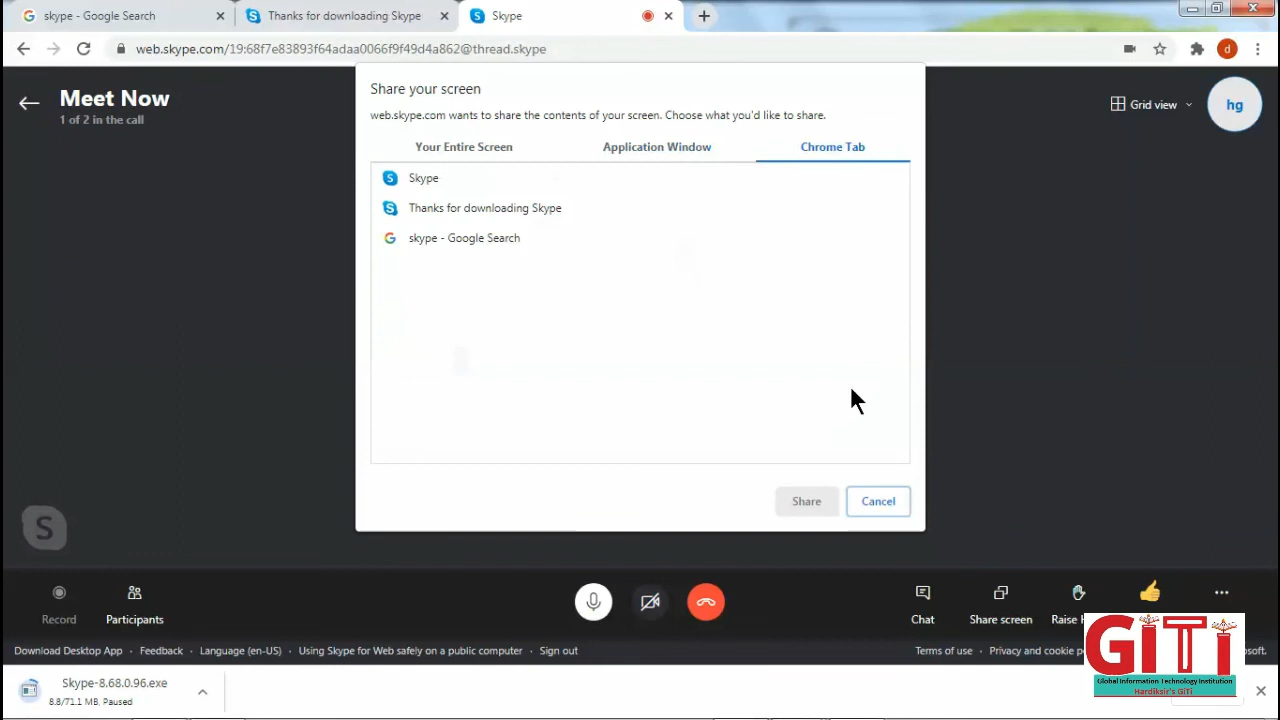 skype - Google Search
Thanks for downloading Skype
Skype
web.skype.com/19:68f7e83893f64adaa0066f9f49d4a862@thread.skype
d
Meet Now
1 of 2 in the call
Grid view
hg
Share your screen
web.skype.com wants to share the contents of your screen. Choose what you'd like to share.
Your Entire Screen
Application Window
Chrome Tab
Skype
Thanks for downloading Skype
skype - Google Search
Share
Cancel
Record
Participants
Chat
Share screen
Raise
Download Desktop App · Feedback · Language (en-US) · Using Skype for Web safely on a public computer · Sign out
Terms of use · Privacy and cookie
Skype-8.68.0.96.exe
8.8/71.1 MB, Paused
GiTi
Global Information Technology Institution
Hardiksir's GiTi